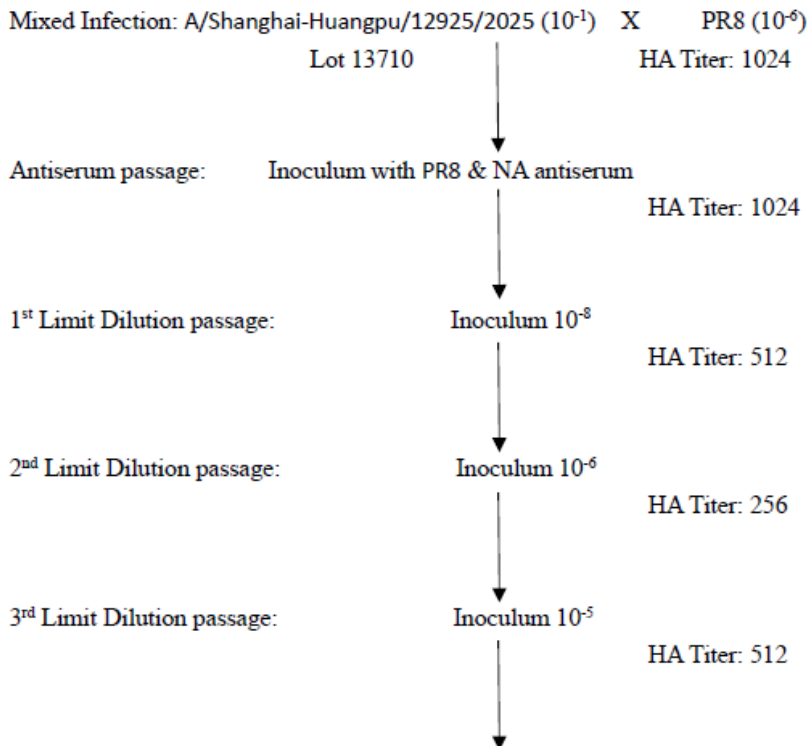 Mixed Infection: A/Shanghai-Huangpu/12925/2025 (10⁻¹) X PR8 (10⁻⁶)
Lot 13710 HA Titer: 1024
Antiserum passage: Inoculum with PR8 & NA antiserum
HA Titer: 1024
1ˢᵗ Limit Dilution passage: Inoculum 10⁻⁸
HA Titer: 512
2ⁿᵈ Limit Dilution passage: Inoculum 10⁻⁶
HA Titer: 256
3ʳᵈ Limit Dilution passage: Inoculum 10⁻⁵
HA Titer: 512